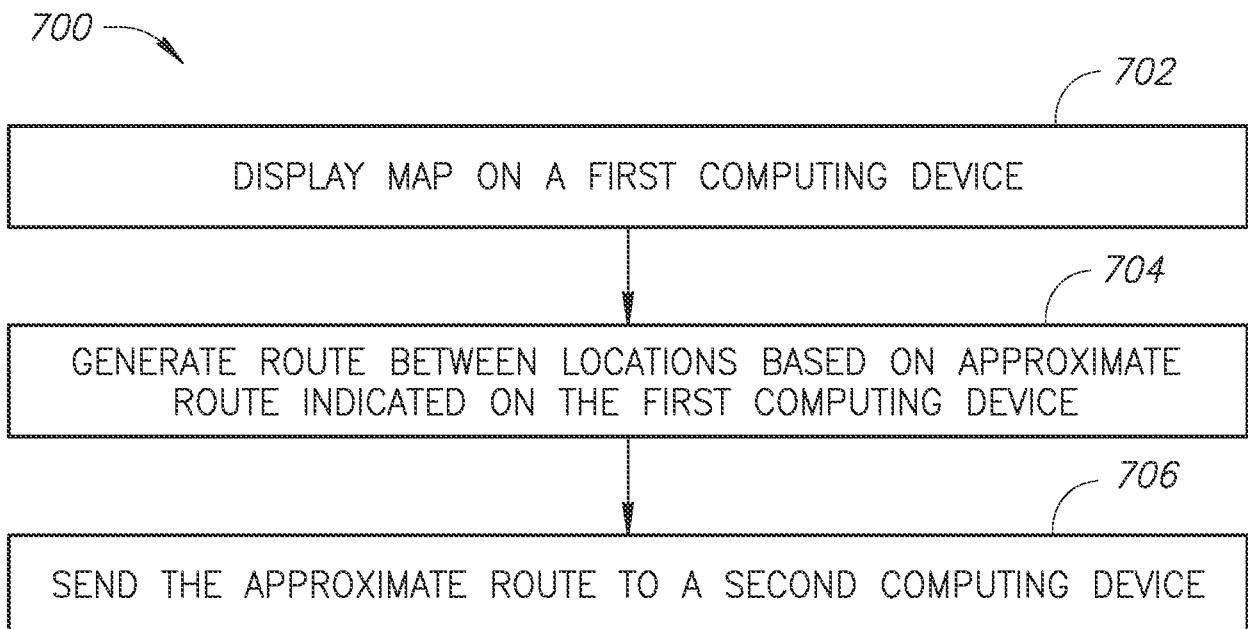 700
702
DISPLAY MAP ON A FIRST COMPUTING DEVICE
704
GENERATE ROUTE BETWEEN LOCATIONS BASED ON APPROXIMATE
ROUTE INDICATED ON THE FIRST COMPUTING DEVICE
706
SEND THE APPROXIMATE ROUTE TO A SECOND COMPUTING DEVICE